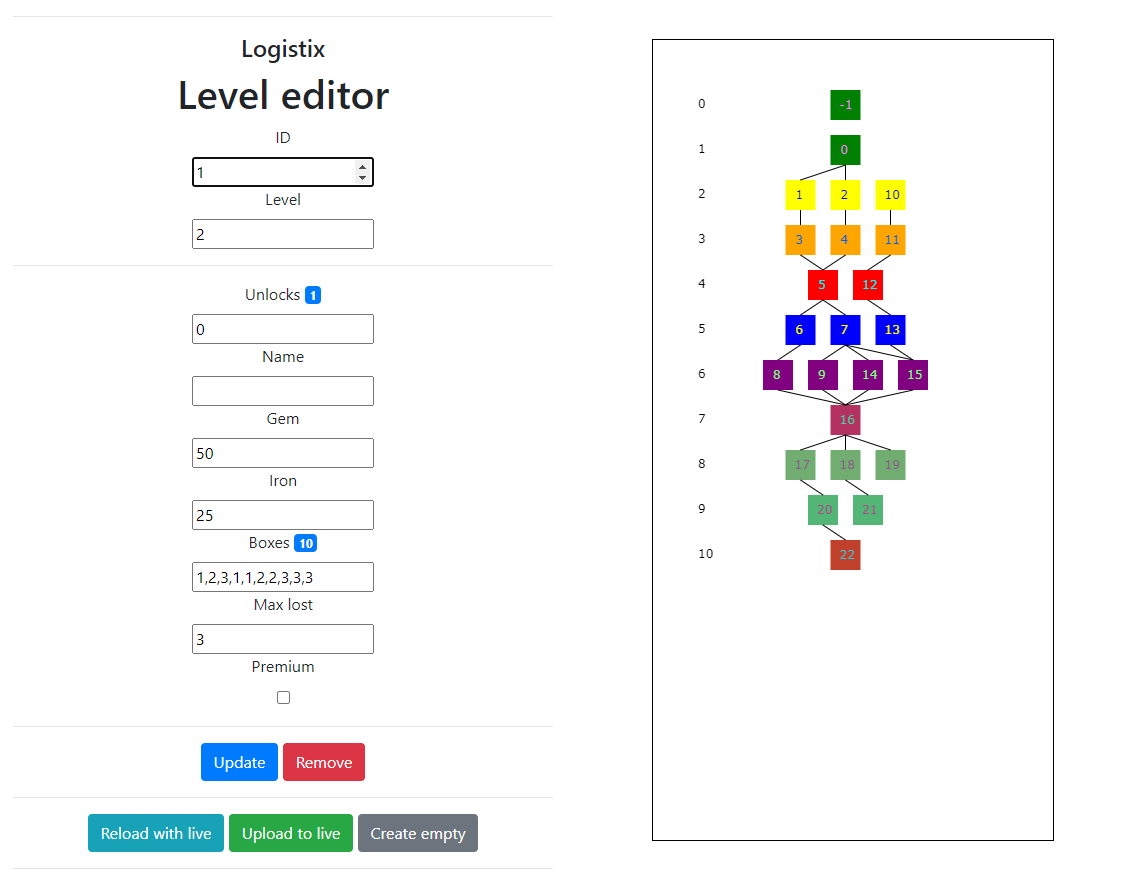 Logistix
Level editor
ID
1
Level
2
Unlocks 1
0
Name
Gem
50
Iron
25
Boxes 10
1,2,3,1,1,2,2,3,3,3
Max lost
3
Premium
Update Remove
Reload with live Upload to live Create empty
0 -1
1 0
2 1 2 10
3 3 4 11
4 5 12
5 6 7 13
6 8 9 14 15
7 16
8 17 18 19
9 20 21
10 22